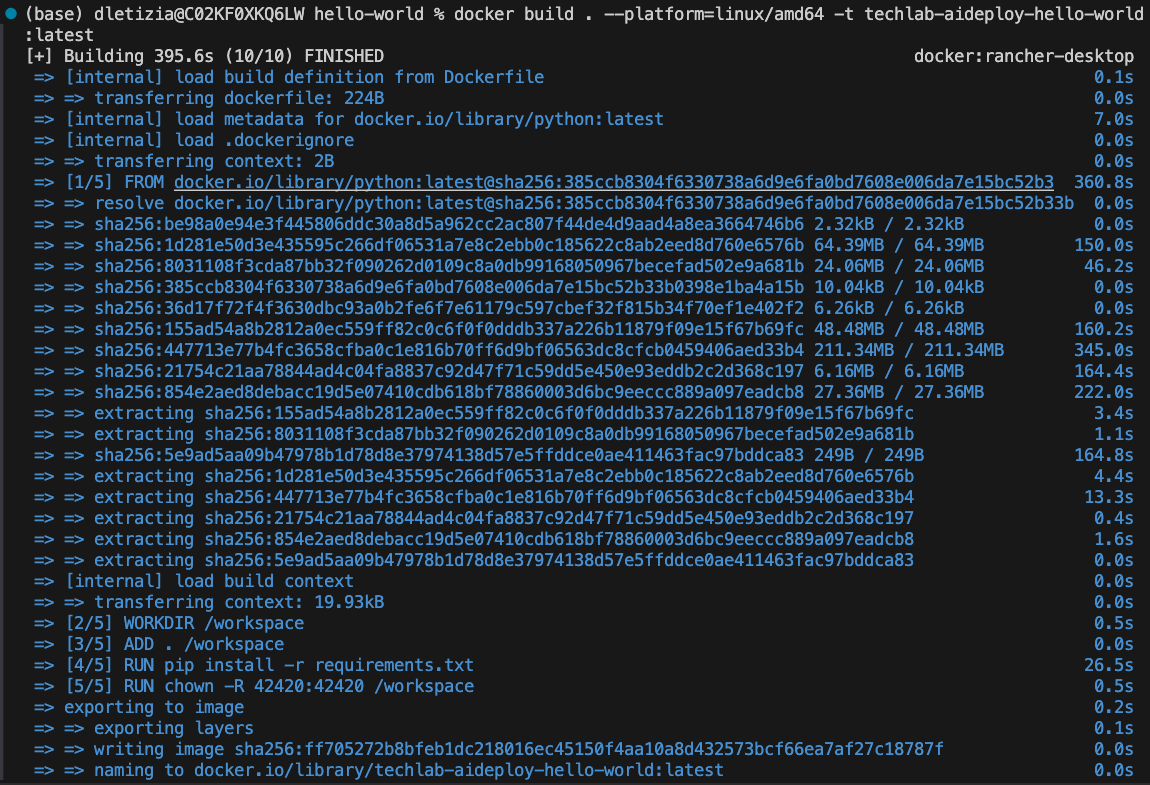 (base) dletizia@C02KF0XKQ6LW hello-world % docker build . --platform=linux/amd64 -t techlab-aideploy-hello-world
:latest
[+] Building 395.6s (10/10) FINISHED docker:rancher-desktop
=> [internal] load build definition from Dockerfile 0.1s
=> => transferring dockerfile: 224B 0.0s
=> [internal] load metadata for docker.io/library/python:latest 7.0s
=> [internal] load .dockerignore 0.0s
=> => transferring context: 2B 0.0s
=> [1/5] FROM docker.io/library/python:latest@sha256:385ccb8304f6330738a6d9e6fa0bd7608e006da7e15bc52b3 360.8s
=> => resolve docker.io/library/python:latest@sha256:385ccb8304f6330738a6d9e6fa0bd7608e006da7e15bc52b33b 0.0s
=> => sha256:be98a0e94e3f445806ddc30a8d5a962cc2ac807f44de4d9aad4a8ea3664746b6 2.32kB / 2.32kB 0.0s
=> => sha256:1d281e50d3e435595c266df06531a7e8c2ebb0c185622c8ab2eed8d760e6576b 64.39MB / 64.39MB 150.0s
=> => sha256:8031108f3cda87bb32f090262d0109c8a0db99168050967becefad502e9a681b 24.06MB / 24.06MB 46.2s
=> => sha256:385ccb8304f6330738a6d9e6fa0bd7608e006da7e15bc52b33b0398e1ba4a15b 10.04kB / 10.04kB 0.0s
=> => sha256:36d17f72f4f3630dbc93a0b2fe6f7e61179c597cbef32f815b34f70ef1e402f2 6.26kB / 6.26kB 0.0s
=> => sha256:155ad54a8b2812a0ec559ff82c0c6f0f0dddb337a226b11879f09e15f67b69fc 48.48MB / 48.48MB 160.2s
=> => sha256:447713e77b4fc3658cfba0c1e816b70ff6d9bf06563dc8cfcb0459406aed33b4 211.34MB / 211.34MB 345.0s
=> => sha256:21754c21aa78844ad4c04fa8837c92d47f71c59dd5e450e93eddb2c2d368c197 6.16MB / 6.16MB 164.4s
=> => sha256:854e2aed8debacc19d5e07410cdb618bf78860003d6bc9eeccc889a097eadcb8 27.36MB / 27.36MB 222.0s
=> => extracting sha256:155ad54a8b2812a0ec559ff82c0c6f0f0dddb337a226b11879f09e15f67b69fc 3.4s
=> => extracting sha256:8031108f3cda87bb32f090262d0109c8a0db99168050967becefad502e9a681b 1.1s
=> => sha256:5e9ad5aa09b47978b1d78d8e37974138d57e5ffddce0ae411463fac97bddca83 249B / 249B 164.8s
=> => extracting sha256:1d281e50d3e435595c266df06531a7e8c2ebb0c185622c8ab2eed8d760e6576b 4.4s
=> => extracting sha256:447713e77b4fc3658cfba0c1e816b70ff6d9bf06563dc8cfcb0459406aed33b4 13.3s
=> => extracting sha256:21754c21aa78844ad4c04fa8837c92d47f71c59dd5e450e93eddb2c2d368c197 0.4s
=> => extracting sha256:854e2aed8debacc19d5e07410cdb618bf78860003d6bc9eeccc889a097eadcb8 1.6s
=> => extracting sha256:5e9ad5aa09b47978b1d78d8e37974138d57e5ffddce0ae411463fac97bddca83 0.0s
=> [internal] load build context 0.0s
=> => transferring context: 19.93kB 0.0s
=> [2/5] WORKDIR /workspace 0.5s
=> [3/5] ADD . /workspace 0.0s
=> [4/5] RUN pip install -r requirements.txt 26.5s
=> [5/5] RUN chown -R 42420:42420 /workspace 0.5s
=> exporting to image 0.2s
=> => exporting layers 0.1s
=> => writing image sha256:ff705272b8bfeb1dc218016ec45150f4aa10a8d432573bcf66ea7af27c18787f 0.0s
=> => naming to docker.io/library/techlab-aideploy-hello-world:latest 0.0s